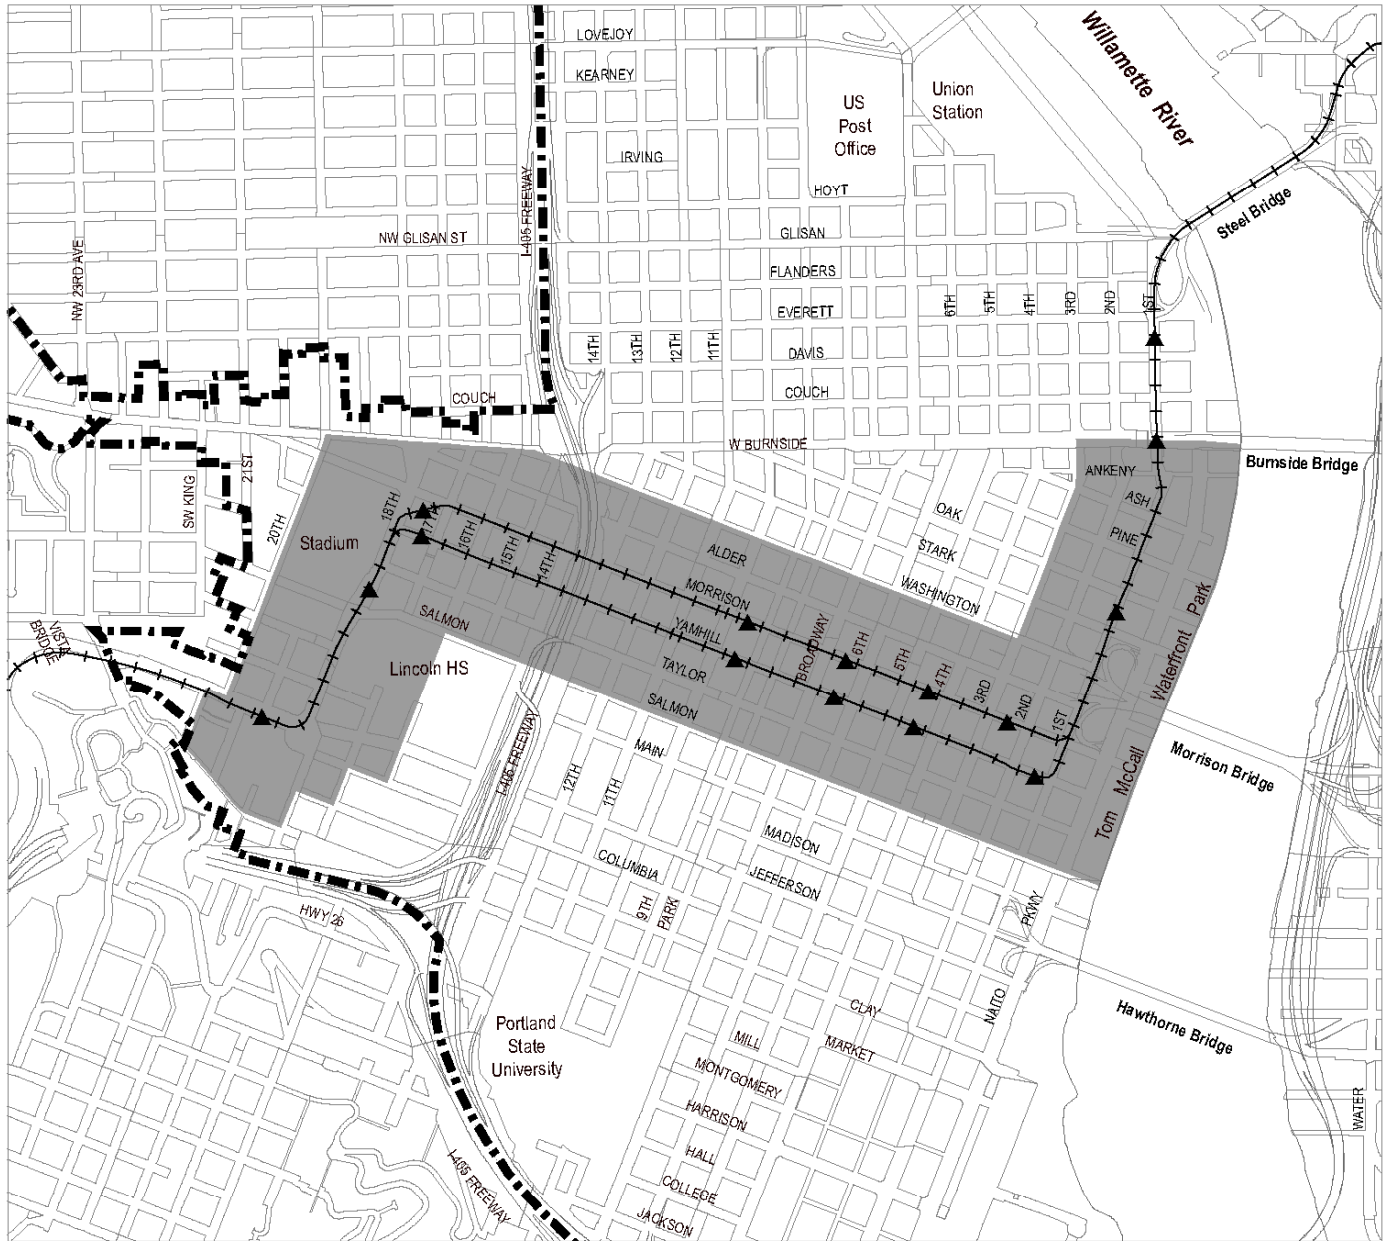 LOVEJOY
KEARNEY
US
Post
Office
Union
Station
Willamette River
IRVING
HOYT
I-405 FREEWAY
NW GLISAN ST
NW 23RD AVE
GLISAN
FLANDERS
EVERETT
DAVIS
COUCH
Steel Bridge
6TH
5TH
4TH
3RD
2ND
1ST
14TH
13TH
12TH
11TH
COUCH
W BURNSIDE
Burnside Bridge
ANKENY
ASH
PINE
OAK
STARK
WASHINGTON
21ST
SW KING
20TH
18TH
17TH
16TH
15TH
14TH
Stadium
ALDER
MORRISON
YAMHILL
TAYLOR
SALMON
SALMON
Lincoln HS
VISTA
BRIDGE
BROADWAY
6TH
5TH
4TH
3RD
2ND
1ST
Tom McCall Waterfront Park
Morrison Bridge
I-405 FREEWAY
MAIN
12TH
11TH
MADISON
JEFFERSON
COLUMBIA
9TH
PARK
HWY 26
NAITO
PKWY
Hawthorne Bridge
CLAY
MARKET
MILL
MONTGOMERY
HARRISON
HALL
COLLEGE
JACKSON
Portland
State
University
I-405 FREEWAY
WATER